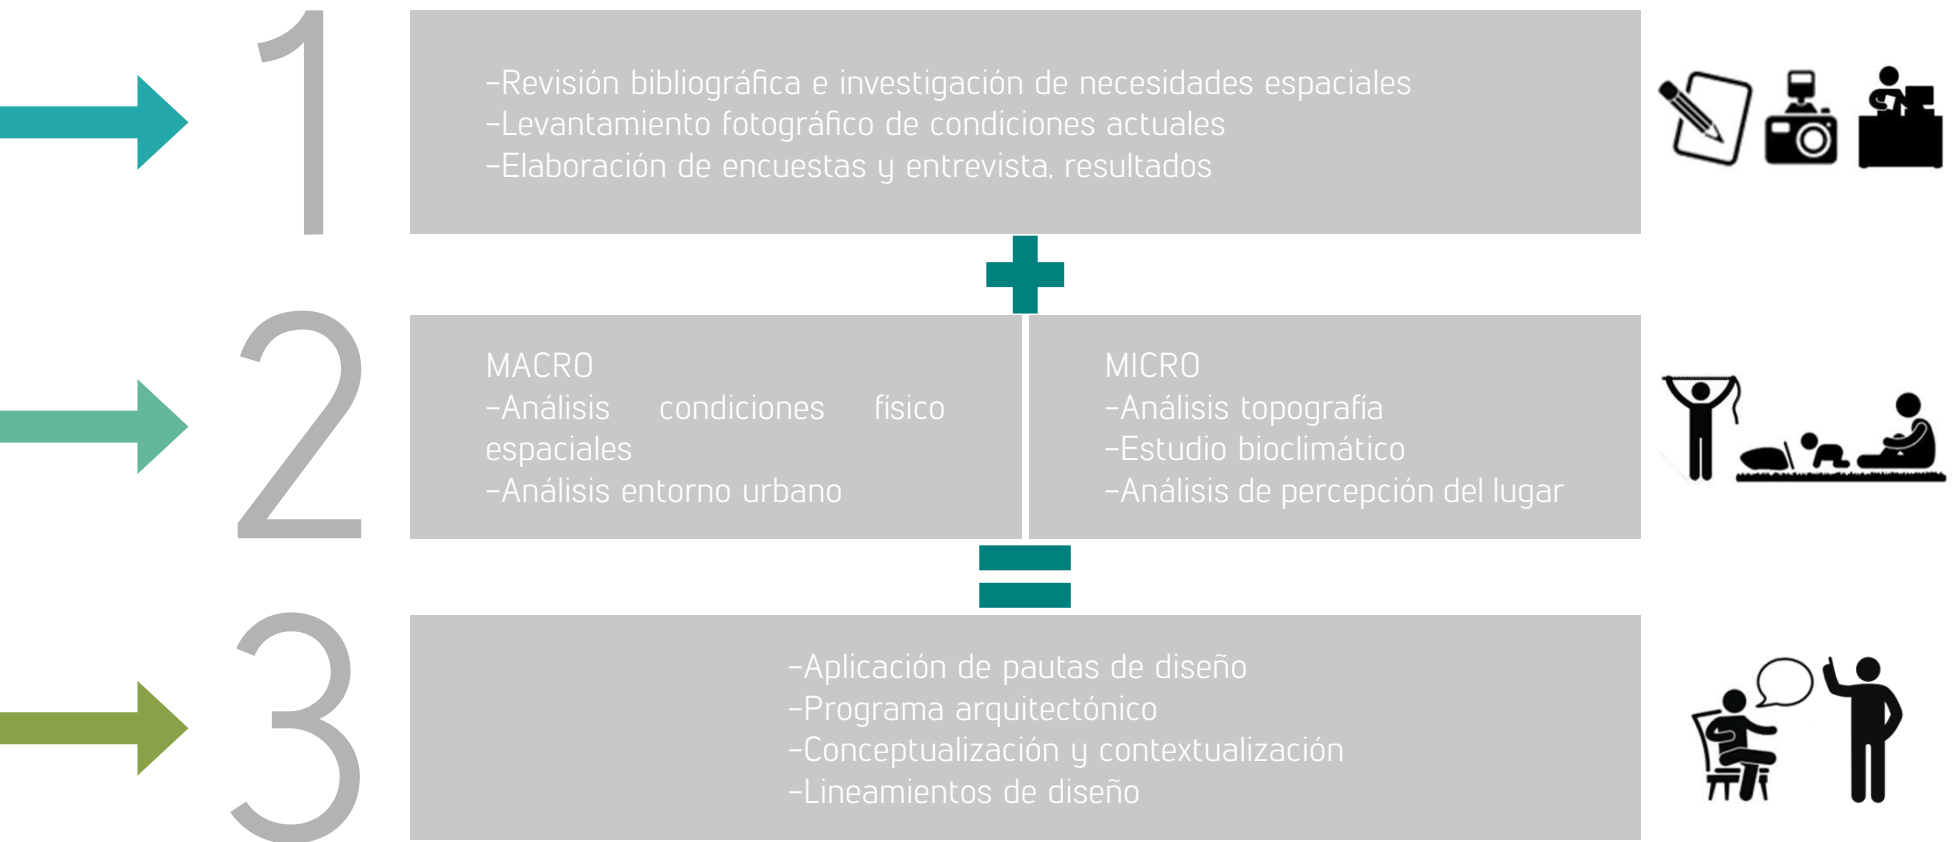 1
-Revisión bibliográfica e investigación de necesidades espaciales
-Levantamiento fotográfico de condiciones actuales
-Elaboración de encuestas y entrevista, resultados
2
MACRO
-Análisis condiciones físico
espaciales
-Análisis entorno urbano
MICRO
-Análisis topografía
-Estudio bioclimático
-Análisis de percepción del lugar
3
-Aplicación de pautas de diseño
-Programa arquitectónico
-Conceptualización y contextualización
-Lineamientos de diseño